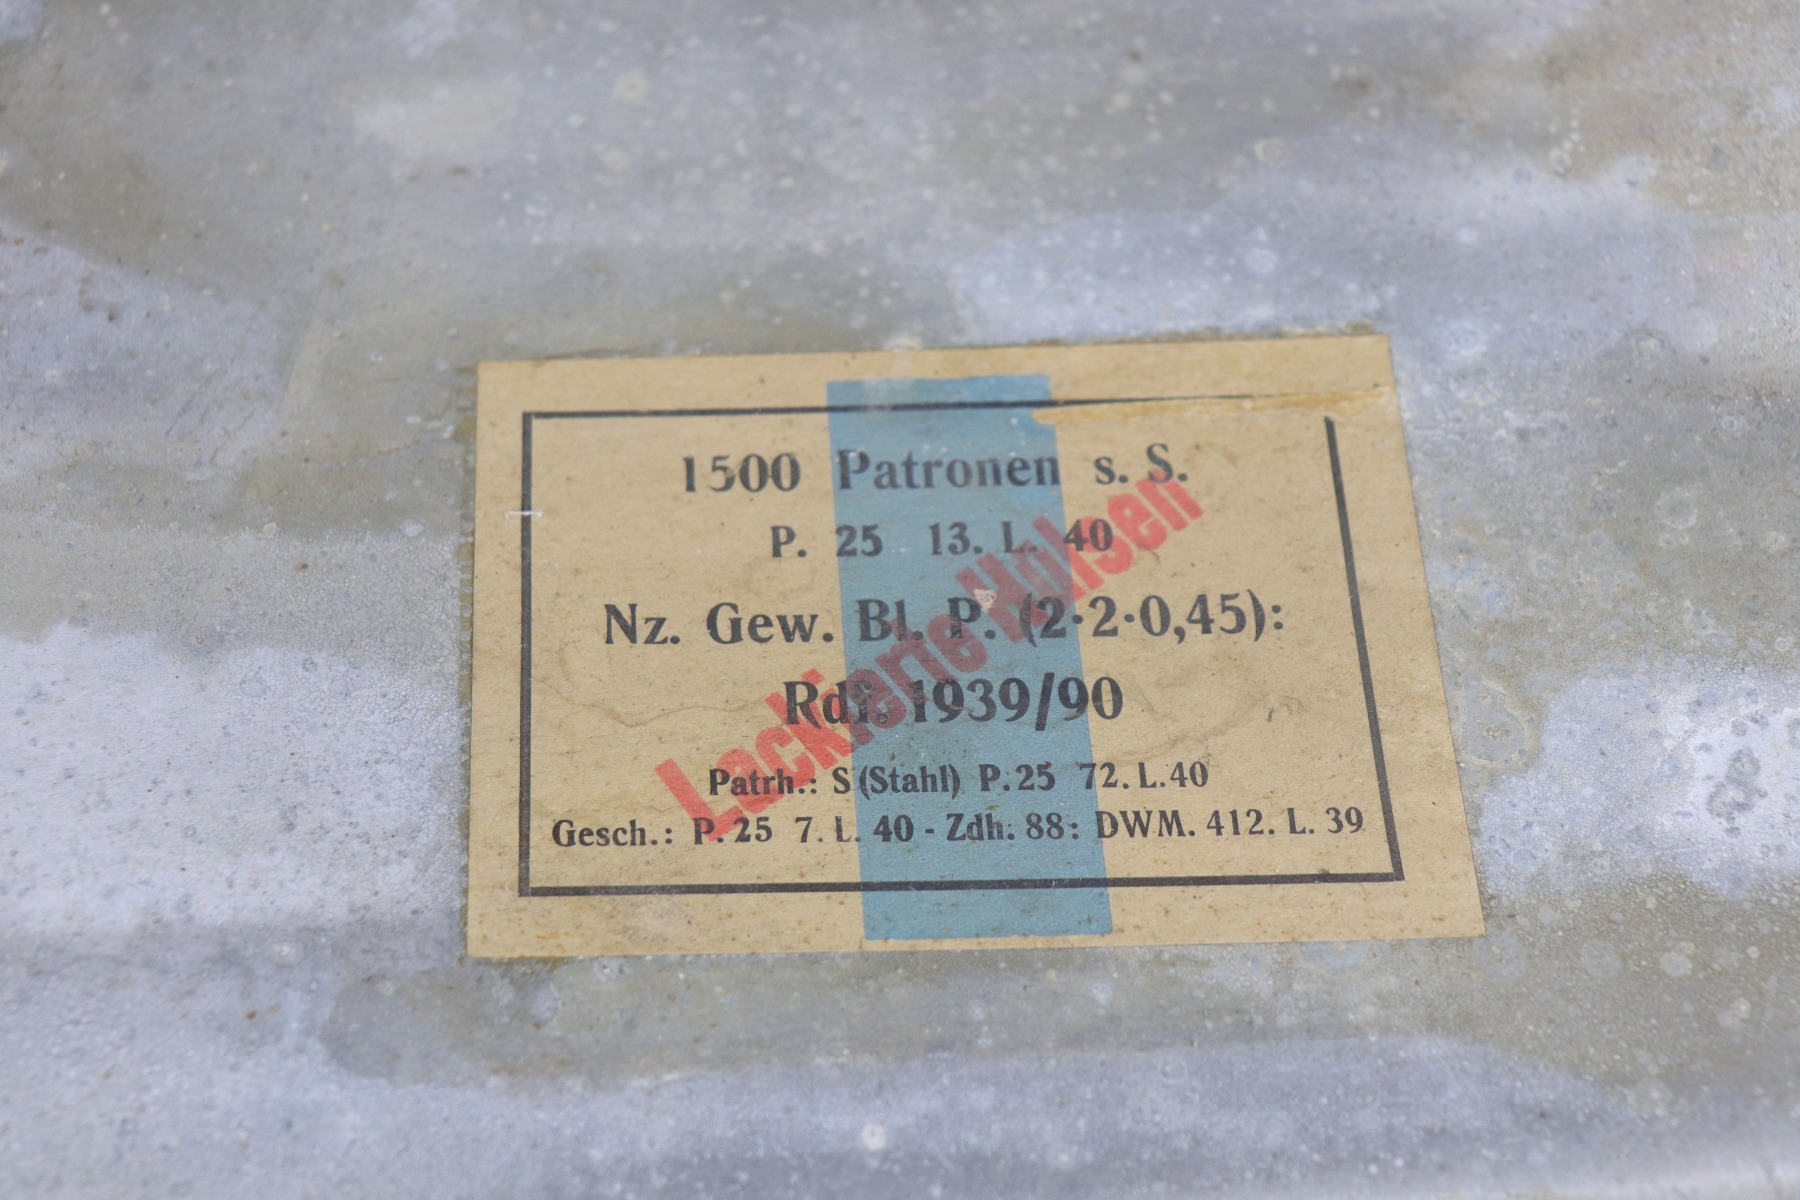 1500 Patronen s. S.
P. 25 13. L. 40
Nz. Gew. Bl. P. (2·2·0,45):
Rdf. 1939/90
Patrh.: S (Stahl) P. 25 72. L. 40
Gesch.: P. 25 7. L. 40 - Zdh. 88: DWM. 412. L. 39
Lackierte Hülsen